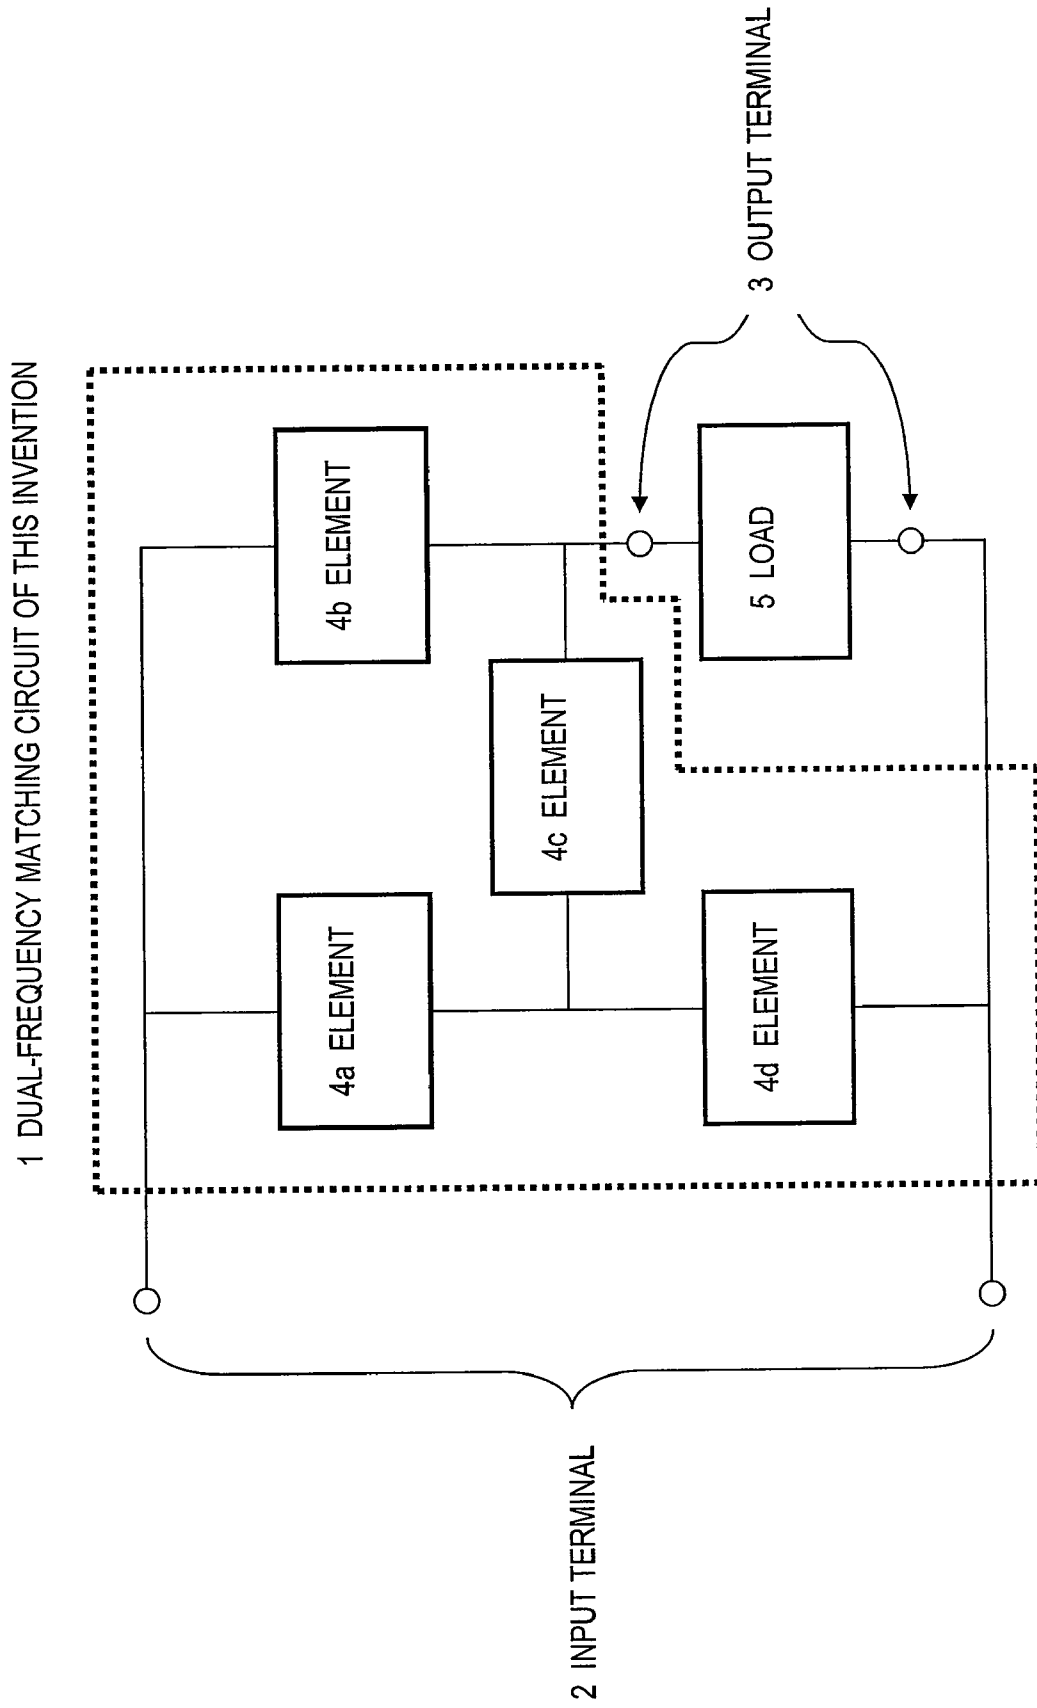 1 DUAL-FREQUENCY MATCHING CIRCUIT OF THIS INVENTION
2 INPUT TERMINAL
4a ELEMENT
4b ELEMENT
4c ELEMENT
4d ELEMENT
5 LOAD
3 OUTPUT TERMINAL